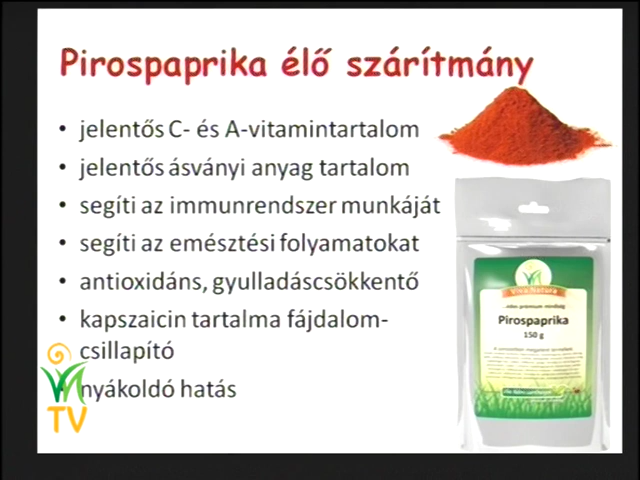 Pirospaprika élő szárítmány
• jelentős C- és A-vitamintartalom
• jelentős ásványi anyag tartalom
• segíti az immunrendszer munkáját
• segíti az emésztési folyamatokat
• antioxidáns, gyulladáscsökkentő
• kapszaicin tartalma fájdalom-
csillapító
nyákoldó hatás
TV
Viva Natura
Pirospaprika
150 g